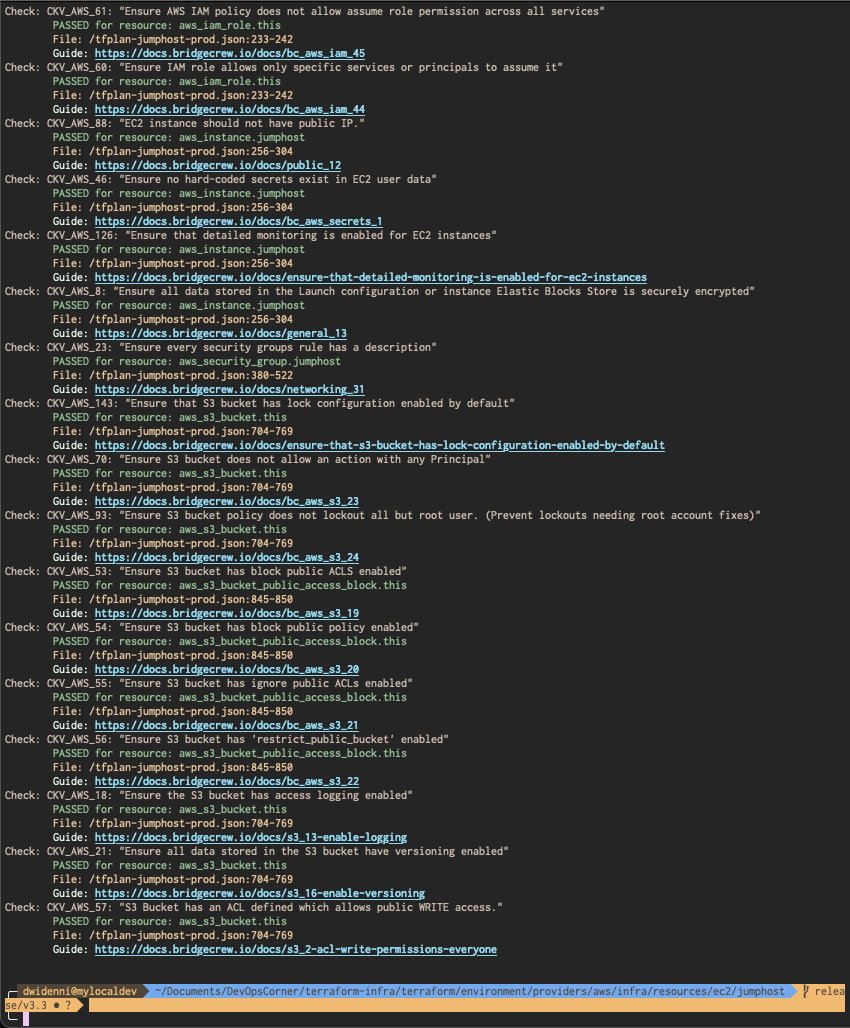 Check: CKV_AWS_61: "Ensure AWS IAM policy does not allow assume role permission across all services"
PASSED for resource: aws_iam_role.this
File: /tfplan-jumphost-prod.json:233-242
Guide: https://docs.bridgecrew.io/docs/bc_aws_iam_45
Check: CKV_AWS_60: "Ensure IAM role allows only specific services or principals to assume it"
PASSED for resource: aws_iam_role.this
File: /tfplan-jumphost-prod.json:233-242
Guide: https://docs.bridgecrew.io/docs/bc_aws_iam_44
Check: CKV_AWS_88: "EC2 instance should not have public IP."
PASSED for resource: aws_instance.jumphost
File: /tfplan-jumphost-prod.json:256-304
Guide: https://docs.bridgecrew.io/docs/public_12
Check: CKV_AWS_46: "Ensure no hard-coded secrets exist in EC2 user data"
PASSED for resource: aws_instance.jumphost
File: /tfplan-jumphost-prod.json:256-304
Guide: https://docs.bridgecrew.io/docs/bc_aws_secrets_1
Check: CKV_AWS_126: "Ensure that detailed monitoring is enabled for EC2 instances"
PASSED for resource: aws_instance.jumphost
File: /tfplan-jumphost-prod.json:256-304
Guide: https://docs.bridgecrew.io/docs/ensure-that-detailed-monitoring-is-enabled-for-ec2-instances
Check: CKV_AWS_8: "Ensure all data stored in the Launch configuration or instance Elastic Blocks Store is securely encrypted"
PASSED for resource: aws_instance.jumphost
File: /tfplan-jumphost-prod.json:256-304
Guide: https://docs.bridgecrew.io/docs/general_13
Check: CKV_AWS_23: "Ensure every security groups rule has a description"
PASSED for resource: aws_security_group.jumphost
File: /tfplan-jumphost-prod.json:380-522
Guide: https://docs.bridgecrew.io/docs/networking_31
Check: CKV_AWS_143: "Ensure that S3 bucket has lock configuration enabled by default"
PASSED for resource: aws_s3_bucket.this
File: /tfplan-jumphost-prod.json:704-769
Guide: https://docs.bridgecrew.io/docs/ensure-that-s3-bucket-has-lock-configuration-enabled-by-default
Check: CKV_AWS_70: "Ensure S3 bucket does not allow an action with any Principal"
PASSED for resource: aws_s3_bucket.this
File: /tfplan-jumphost-prod.json:704-769
Guide: https://docs.bridgecrew.io/docs/bc_aws_s3_23
Check: CKV_AWS_93: "Ensure S3 bucket policy does not lockout all but root user. (Prevent lockouts needing root account fixes)"
PASSED for resource: aws_s3_bucket.this
File: /tfplan-jumphost-prod.json:704-769
Guide: https://docs.bridgecrew.io/docs/bc_aws_s3_24
Check: CKV_AWS_53: "Ensure S3 bucket has block public ACLS enabled"
PASSED for resource: aws_s3_bucket_public_access_block.this
File: /tfplan-jumphost-prod.json:845-850
Guide: https://docs.bridgecrew.io/docs/bc_aws_s3_19
Check: CKV_AWS_54: "Ensure S3 bucket has block public policy enabled"
PASSED for resource: aws_s3_bucket_public_access_block.this
File: /tfplan-jumphost-prod.json:845-850
Guide: https://docs.bridgecrew.io/docs/bc_aws_s3_20
Check: CKV_AWS_55: "Ensure S3 bucket has ignore public ACLs enabled"
PASSED for resource: aws_s3_bucket_public_access_block.this
File: /tfplan-jumphost-prod.json:845-850
Guide: https://docs.bridgecrew.io/docs/bc_aws_s3_21
Check: CKV_AWS_56: "Ensure S3 bucket has 'restrict_public_bucket' enabled"
PASSED for resource: aws_s3_bucket_public_access_block.this
File: /tfplan-jumphost-prod.json:845-850
Guide: https://docs.bridgecrew.io/docs/bc_aws_s3_22
Check: CKV_AWS_18: "Ensure the S3 bucket has access logging enabled"
PASSED for resource: aws_s3_bucket.this
File: /tfplan-jumphost-prod.json:704-769
Guide: https://docs.bridgecrew.io/docs/s3_13-enable-logging
Check: CKV_AWS_21: "Ensure all data stored in the S3 bucket have versioning enabled"
PASSED for resource: aws_s3_bucket.this
File: /tfplan-jumphost-prod.json:704-769
Guide: https://docs.bridgecrew.io/docs/s3_16-enable-versioning
Check: CKV_AWS_57: "S3 Bucket has an ACL defined which allows public WRITE access."
PASSED for resource: aws_s3_bucket.this
File: /tfplan-jumphost-prod.json:704-769
Guide: https://docs.bridgecrew.io/docs/s3_2-acl-write-permissions-everyone
dwidenni@mylocaldev ~/Documents/DevOpsCorner/terraform-infra/terraform/environment/providers/aws/infra/resources/ec2/jumphost relea
se/v3.3 ● ?